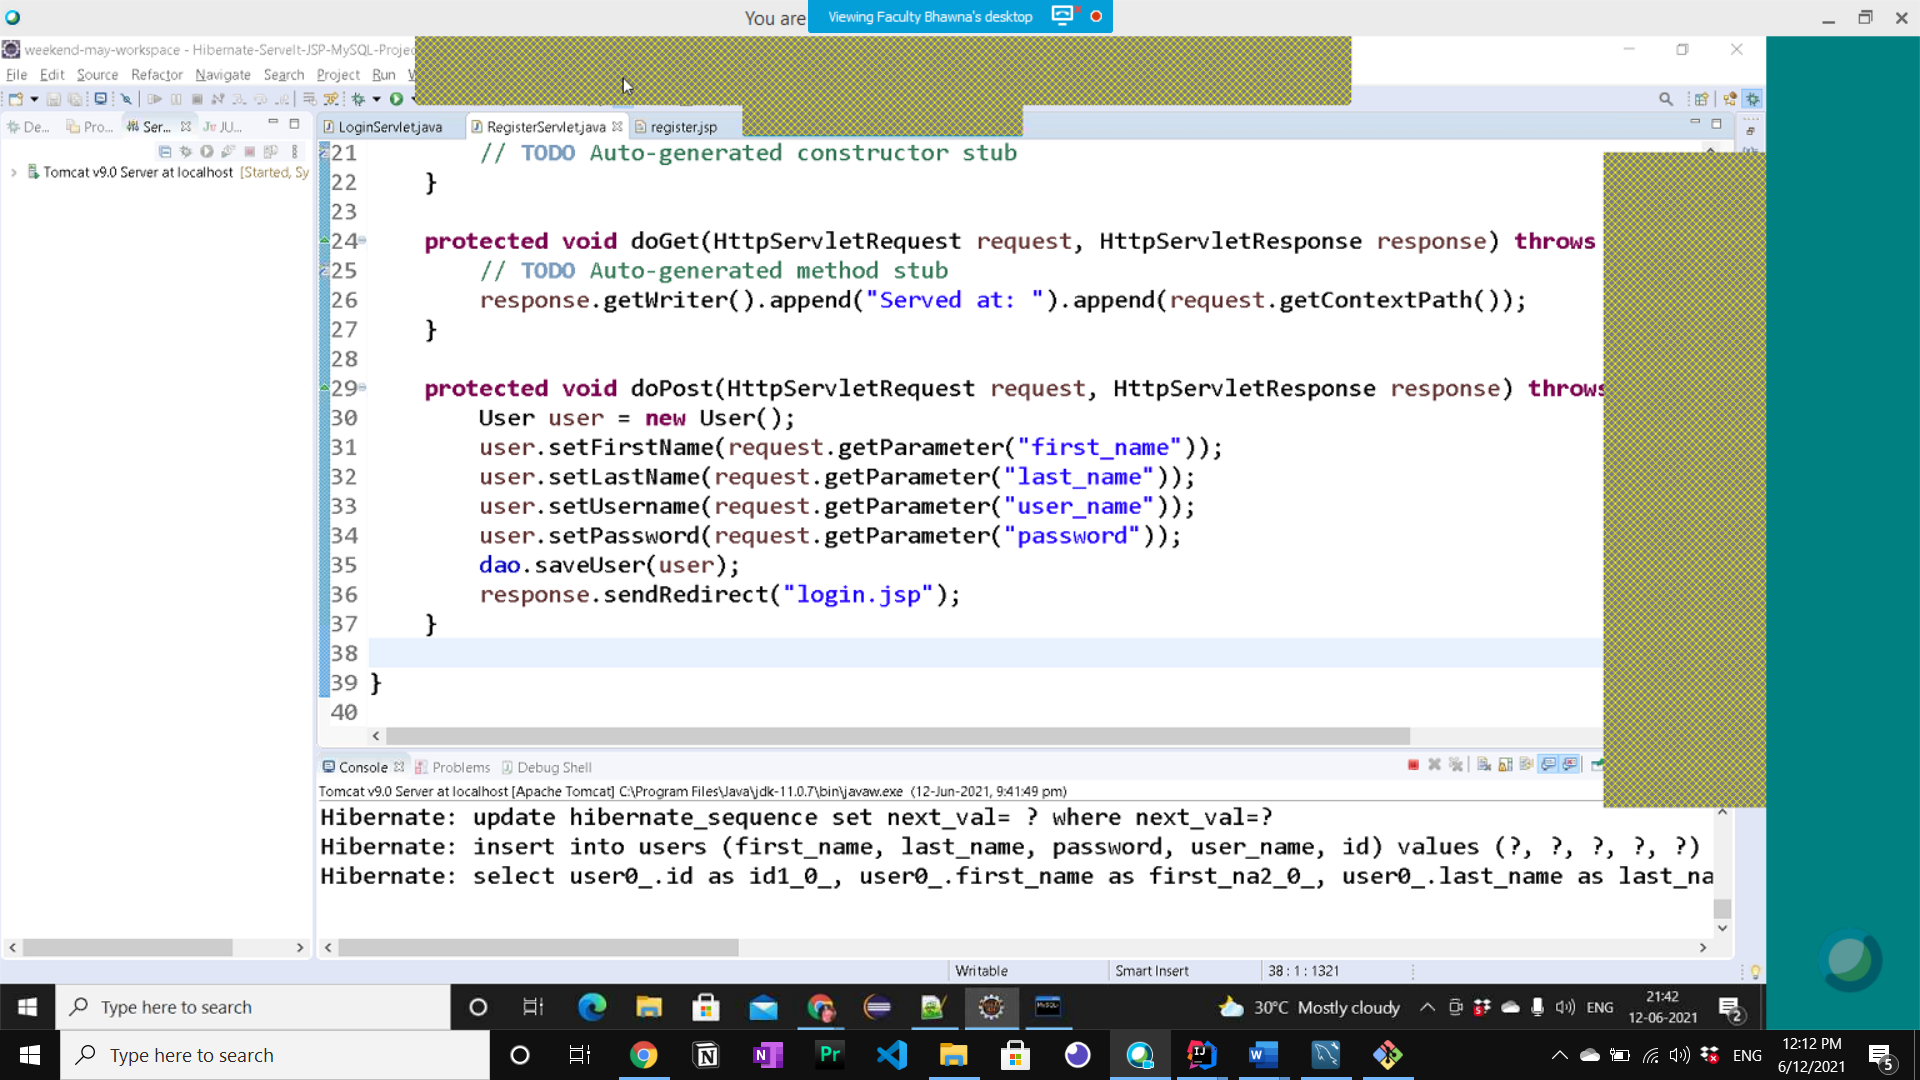 You are
Viewing Faculty Bhawna's desktop
weekend-may-workspace - Hibernate-Servelt-JSP-MySQL-Projec
File Edit Source Refactor Navigate Search Project Run
De... Pro... Ser... JU...
LoginServlet.java RegisterServlet.java register.jsp
Tomcat v9.0 Server at localhost [Started, Sy
21 // TODO Auto-generated constructor stub
22 }
23
24 protected void doGet(HttpServletRequest request, HttpServletResponse response) throws
25 // TODO Auto-generated method stub
26 response.getWriter().append("Served at: ").append(request.getContextPath());
27 }
28
29 protected void doPost(HttpServletRequest request, HttpServletResponse response) throws
30 User user = new User();
31 user.setFirstName(request.getParameter("first_name"));
32 user.setLastName(request.getParameter("last_name"));
33 user.setUsername(request.getParameter("user_name"));
34 user.setPassword(request.getParameter("password"));
35 dao.saveUser(user);
36 response.sendRedirect("login.jsp");
37 }
38
39 }
40
Console Problems Debug Shell
Tomcat v9.0 Server at localhost [Apache Tomcat] C:\Program Files\Java\jdk-11.0.7\bin\javaw.exe (12-Jun-2021, 9:41:49 pm)
Hibernate: update hibernate_sequence set next_val= ? where next_val=?
Hibernate: insert into users (first_name, last_name, password, user_name, id) values (?, ?, ?, ?, ?)
Hibernate: select user0_.id as id1_0_, user0_.first_name as first_na2_0_, user0_.last_name as last_na
Writable Smart Insert 38 : 1 : 1321
Type here to search
30°C Mostly cloudy ENG 21:42
12-06-2021 2
Type here to search
ENG 12:12 PM
6/12/2021 5